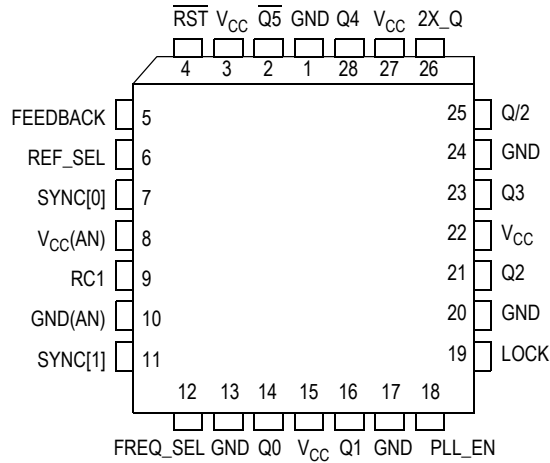 R̅S̅T̅ VCC Q̅5̅ GND Q4 VCC 2X_Q
4 3 2 1 28 27 26
FEEDBACK 5
REF_SEL 6
SYNC[0] 7
VCC(AN) 8
RC1 9
GND(AN) 10
SYNC[1] 11
25 Q/2
24 GND
23 Q3
22 VCC
21 Q2
20 GND
19 LOCK
12 13 14 15 16 17 18
FREQ_SEL GND Q0 VCC Q1 GND PLL_EN